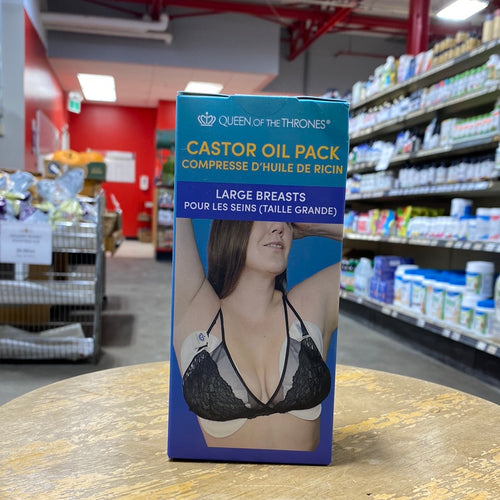 QUEEN OF THE THRONES®
CASTOR OIL PACK
COMPRESSE D'HUILE DE RICIN
LARGE BREASTS
POUR LES SEINS (TAILLE GRANDE)